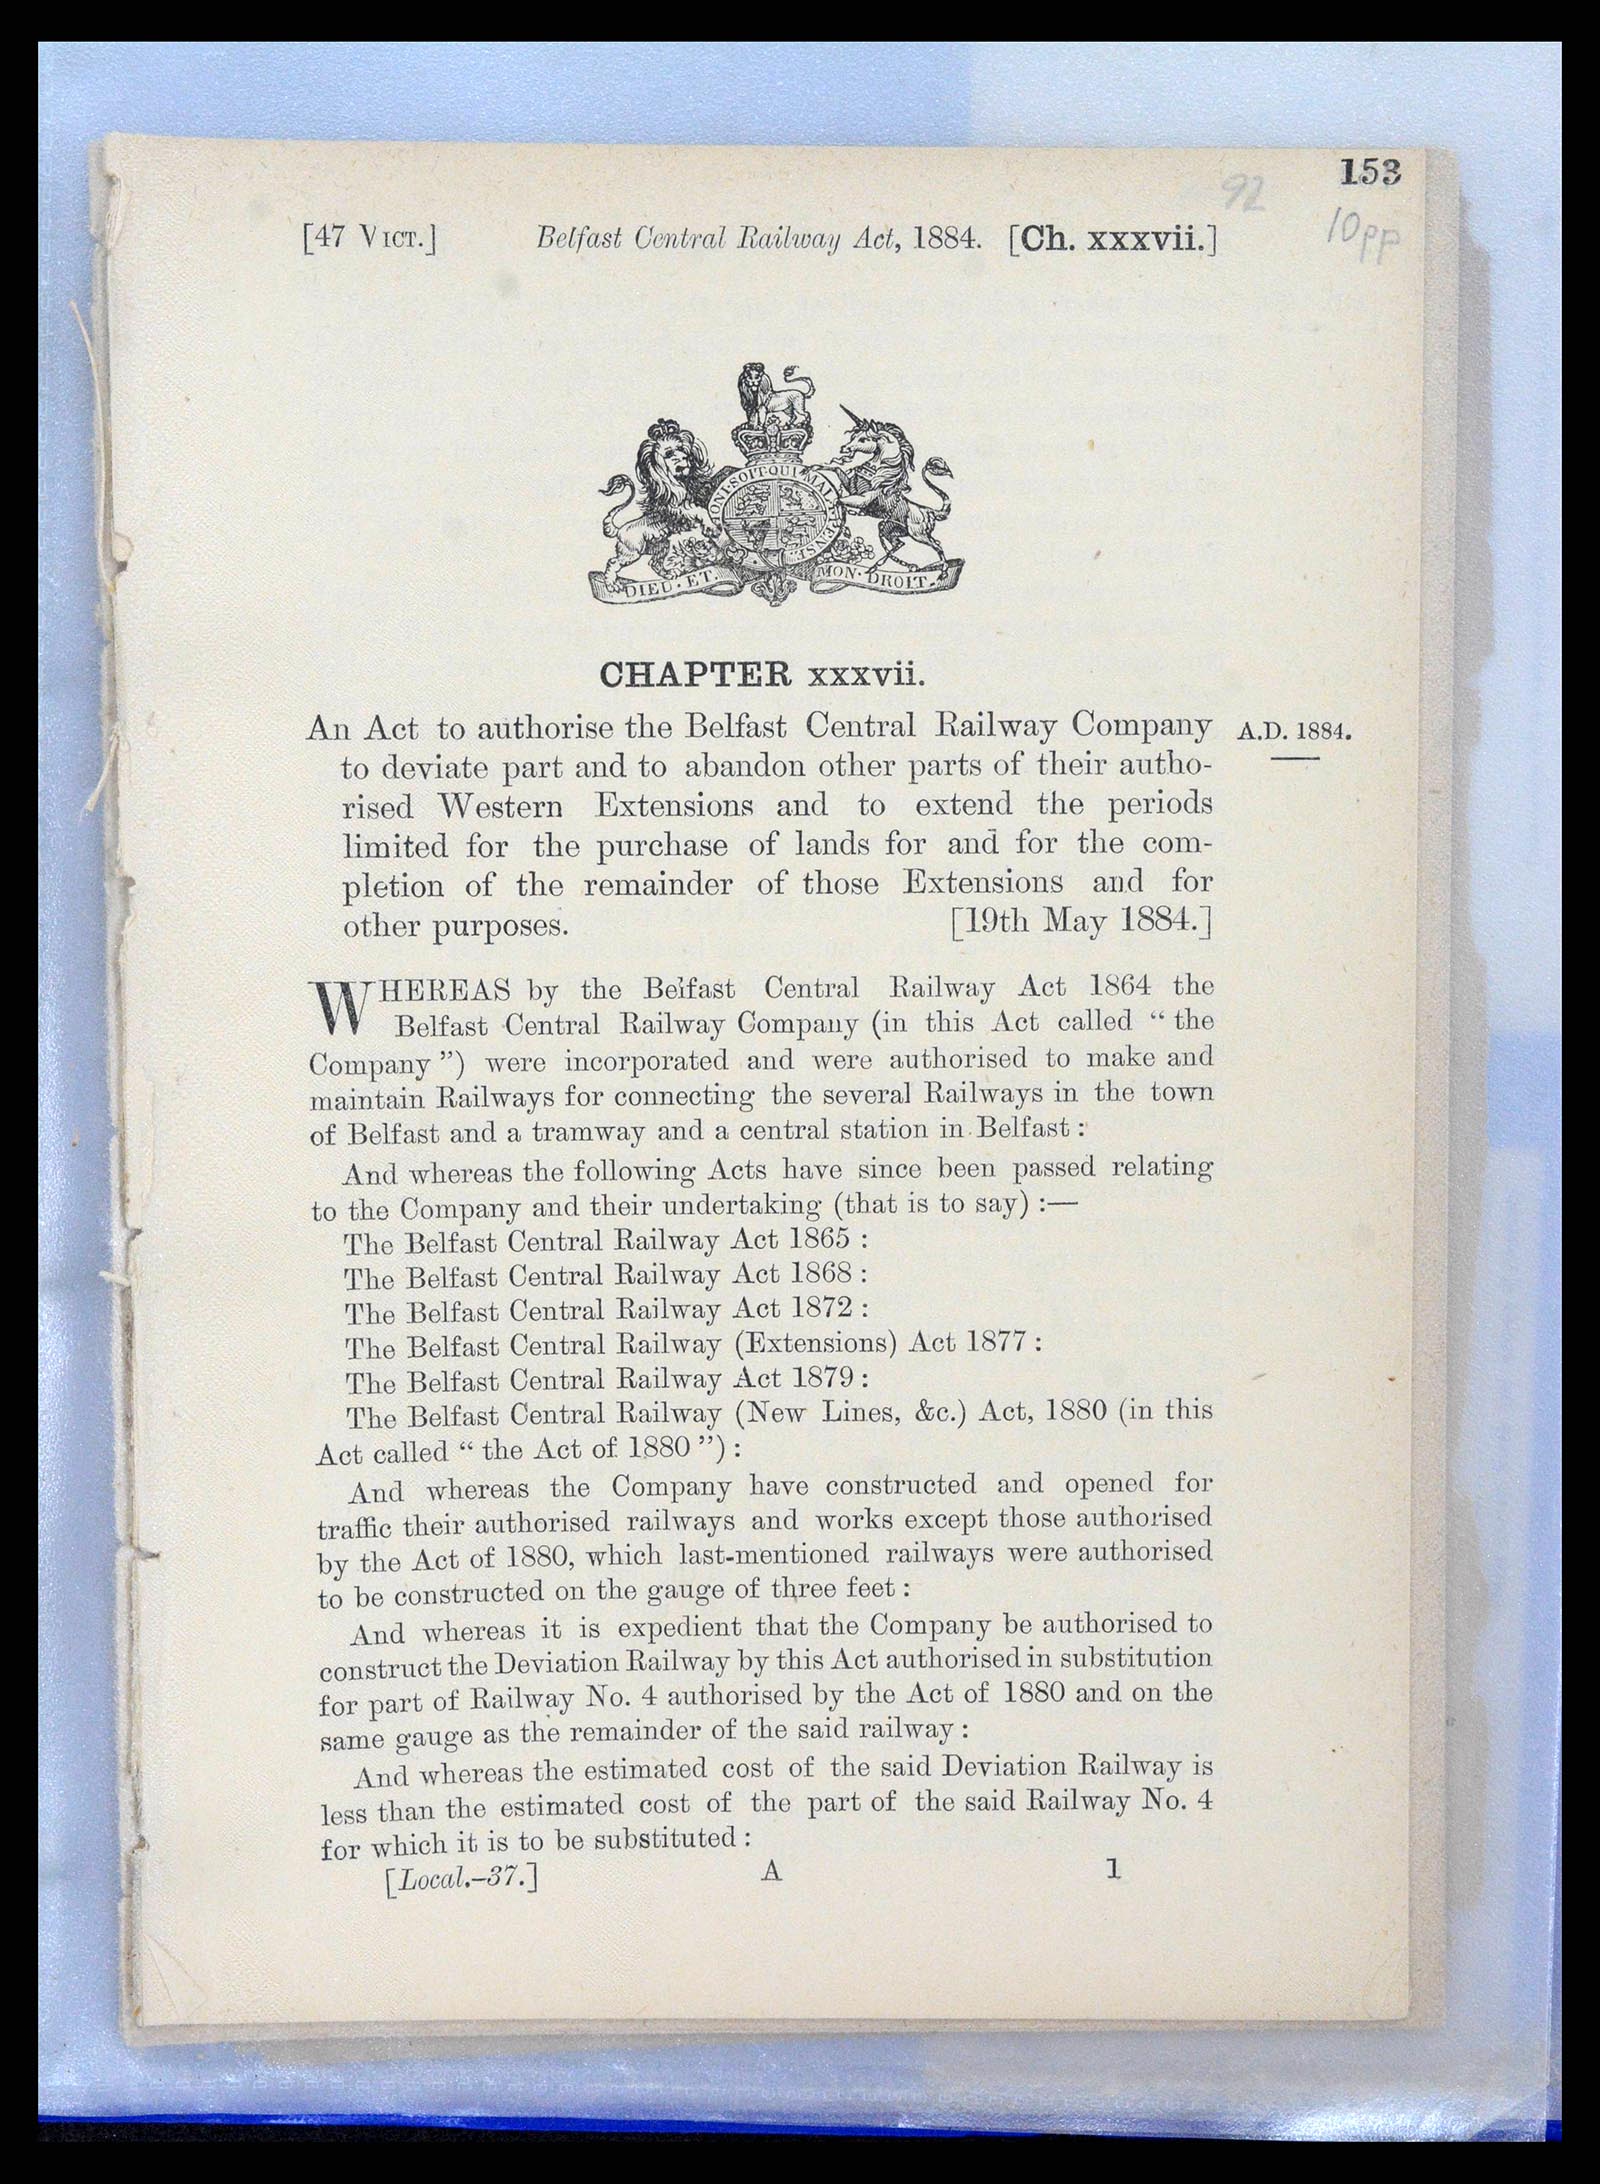 153
92
10pp
[47 VICT.] Belfast Central Railway Act, 1884. [Ch. xxxvii.]
HONI·SOIT·QUI·MAL·Y·PENSE
DIEU·ET· MON·DROIT
CHAPTER xxxvii.
An Act to authorise the Belfast Central Railway Company A.D. 1884.
to deviate part and to abandon other parts of their autho-
rised Western Extensions and to extend the periods
limited for the purchase of lands for and for the com-
pletion of the remainder of those Extensions and for
other purposes. [19th May 1884.]
WHEREAS by the Belfast Central Railway Act 1864 the
Belfast Central Railway Company (in this Act called “ the
Company ”) were incorporated and were authorised to make and
maintain Railways for connecting the several Railways in the town
of Belfast and a tramway and a central station in Belfast :
And whereas the following Acts have since been passed relating
to the Company and their undertaking (that is to say) :—
The Belfast Central Railway Act 1865 :
The Belfast Central Railway Act 1868 :
The Belfast Central Railway Act 1872 :
The Belfast Central Railway (Extensions) Act 1877 :
The Belfast Central Railway Act 1879 :
The Belfast Central Railway (New Lines, &c.) Act, 1880 (in this
Act called “ the Act of 1880 ”) :
And whereas the Company have constructed and opened for
traffic their authorised railways and works except those authorised
by the Act of 1880, which last-mentioned railways were authorised
to be constructed on the gauge of three feet :
And whereas it is expedient that the Company be authorised to
construct the Deviation Railway by this Act authorised in substitution
for part of Railway No. 4 authorised by the Act of 1880 and on the
same gauge as the remainder of the said railway :
And whereas the estimated cost of the said Deviation Railway is
less than the estimated cost of the part of the said Railway No. 4
for which it is to be substituted :
[Local.-37.] A 1